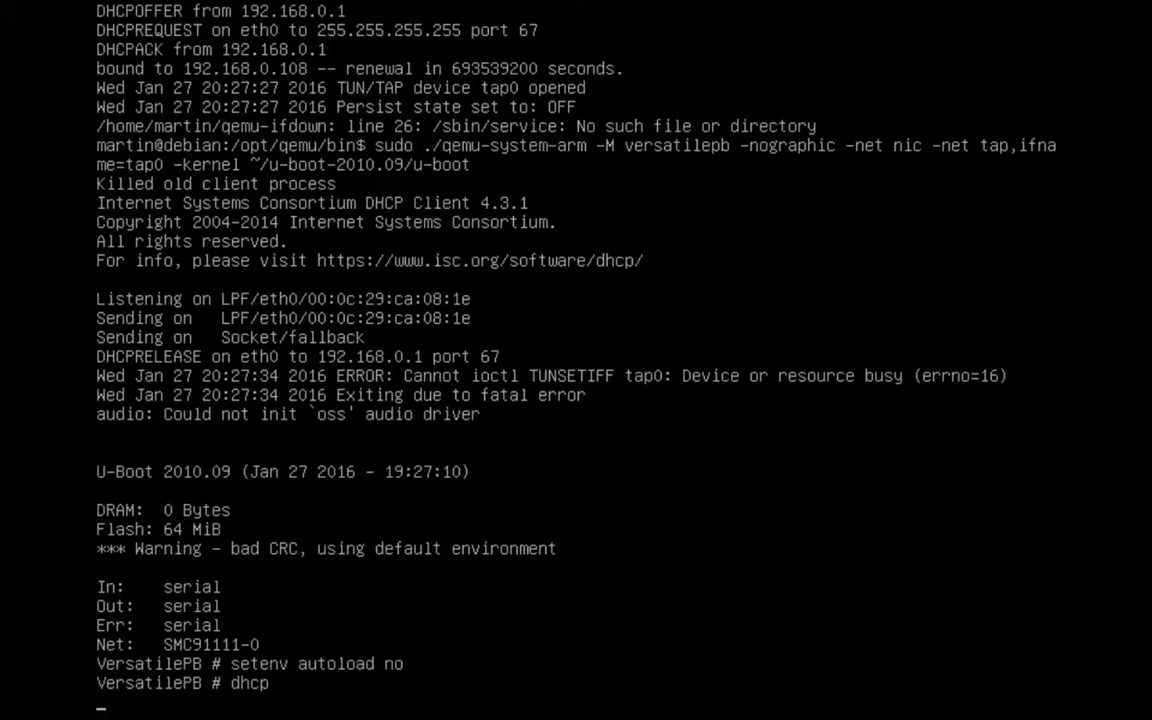 DHCPOFFER from 192.168.0.1
DHCPREQUEST on eth0 to 255.255.255.255 port 67
DHCPACK from 192.168.0.1
bound to 192.168.0.108 -- renewal in 693539200 seconds.
Wed Jan 27 20:27:27 2016 TUN/TAP device tap0 opened
Wed Jan 27 20:27:27 2016 Persist state set to: OFF
/home/martin/qemu-ifdown: line 26: /sbin/service: No such file or directory
martin@debian:/opt/qemu/bin$ sudo ./qemu-system-arm -M versatilepb -nographic -net nic -net tap,ifna
me=tap0 -kernel ~/u-boot-2010.09/u-boot
Killed old client process
Internet Systems Consortium DHCP Client 4.3.1
Copyright 2004-2014 Internet Systems Consortium.
All rights reserved.
For info, please visit https://www.isc.org/software/dhcp/

Listening on LPF/eth0/00:0c:29:ca:08:1e
Sending on   LPF/eth0/00:0c:29:ca:08:1e
Sending on   Socket/fallback
DHCPRELEASE on eth0 to 192.168.0.1 port 67
Wed Jan 27 20:27:34 2016 ERROR: Cannot ioctl TUNSETIFF tap0: Device or resource busy (errno=16)
Wed Jan 27 20:27:34 2016 Exiting due to fatal error
audio: Could not init `oss' audio driver

U-Boot 2010.09 (Jan 27 2016 - 19:27:10)

DRAM:  0 Bytes
Flash: 64 MiB
*** Warning - bad CRC, using default environment

In:    serial
Out:   serial
Err:   serial
Net:   SMC91111-0
VersatilePB # setenv autoload no
VersatilePB # dhcp